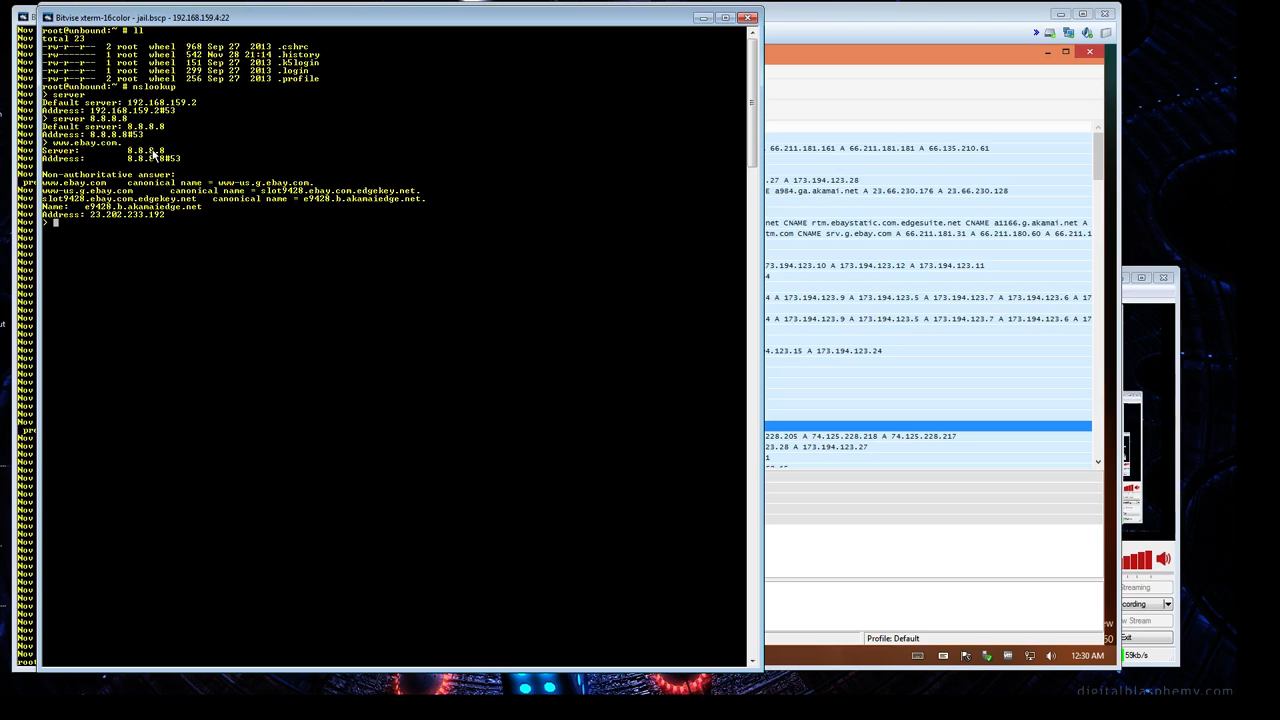 Bitvise xterm-16color - jail.bscp - 192.168.159.4:22
root@unbound:~ # ll
total 23
-rw-r--r--  2 root  wheel  968 Sep 27  2013 .cshrc
-rw-------  1 root  wheel  542 Nov 28 21:14 .history
-rw-r--r--  1 root  wheel  151 Sep 27  2013 .k5login
-rw-r--r--  1 root  wheel  299 Sep 27  2013 .login
-rw-r--r--  2 root  wheel  256 Sep 27  2013 .profile
root@unbound:~ # nslookup
> server
Default server: 192.168.159.2
Address: 192.168.159.2#53
> server 8.8.8.8
Default server: 8.8.8.8
Address: 8.8.8.8#53
> www.ebay.com.
Server: 8.8.8.8
Address: 8.8.8.8#53
Non-authoritative answer:
www.ebay.com canonical name = www-us.g.ebay.com.
www-us.g.ebay.com canonical name = slot9428.ebay.com.edgekey.net.
slot9428.ebay.com.edgekey.net canonical name = e9428.b.akamaiedge.net.
Name: e9428.b.akamaiedge.net
Address: 23.202.233.192
>
66.211.181.161 A 66.211.181.181 A 66.135.210.61
.27 A 173.194.123.28
e a984.ga.akamai.net A 23.66.230.176 A 23.66.230.128
net CNAME rtm.ebaystatic.com.edgesuite.net CNAME a1166.g.akamai.net A
tm.com CNAME srv.g.ebay.com A 66.211.181.31 A 66.211.180.60 A 66.211.1
73.194.123.10 A 173.194.123.12 A 173.194.123.11
4
4 A 173.194.123.9 A 173.194.123.5 A 173.194.123.7 A 173.194.123.6 A 17
4 A 173.194.123.9 A 173.194.123.5 A 173.194.123.7 A 173.194.123.6 A 17
4.123.15 A 173.194.123.24
228.205 A 74.125.228.218 A 74.125.228.217
23.28 A 173.194.123.27
Profile: Default
12:30 AM
Streaming
cording
w Stream
Exit
59kb/s
digitalblasphemy.com